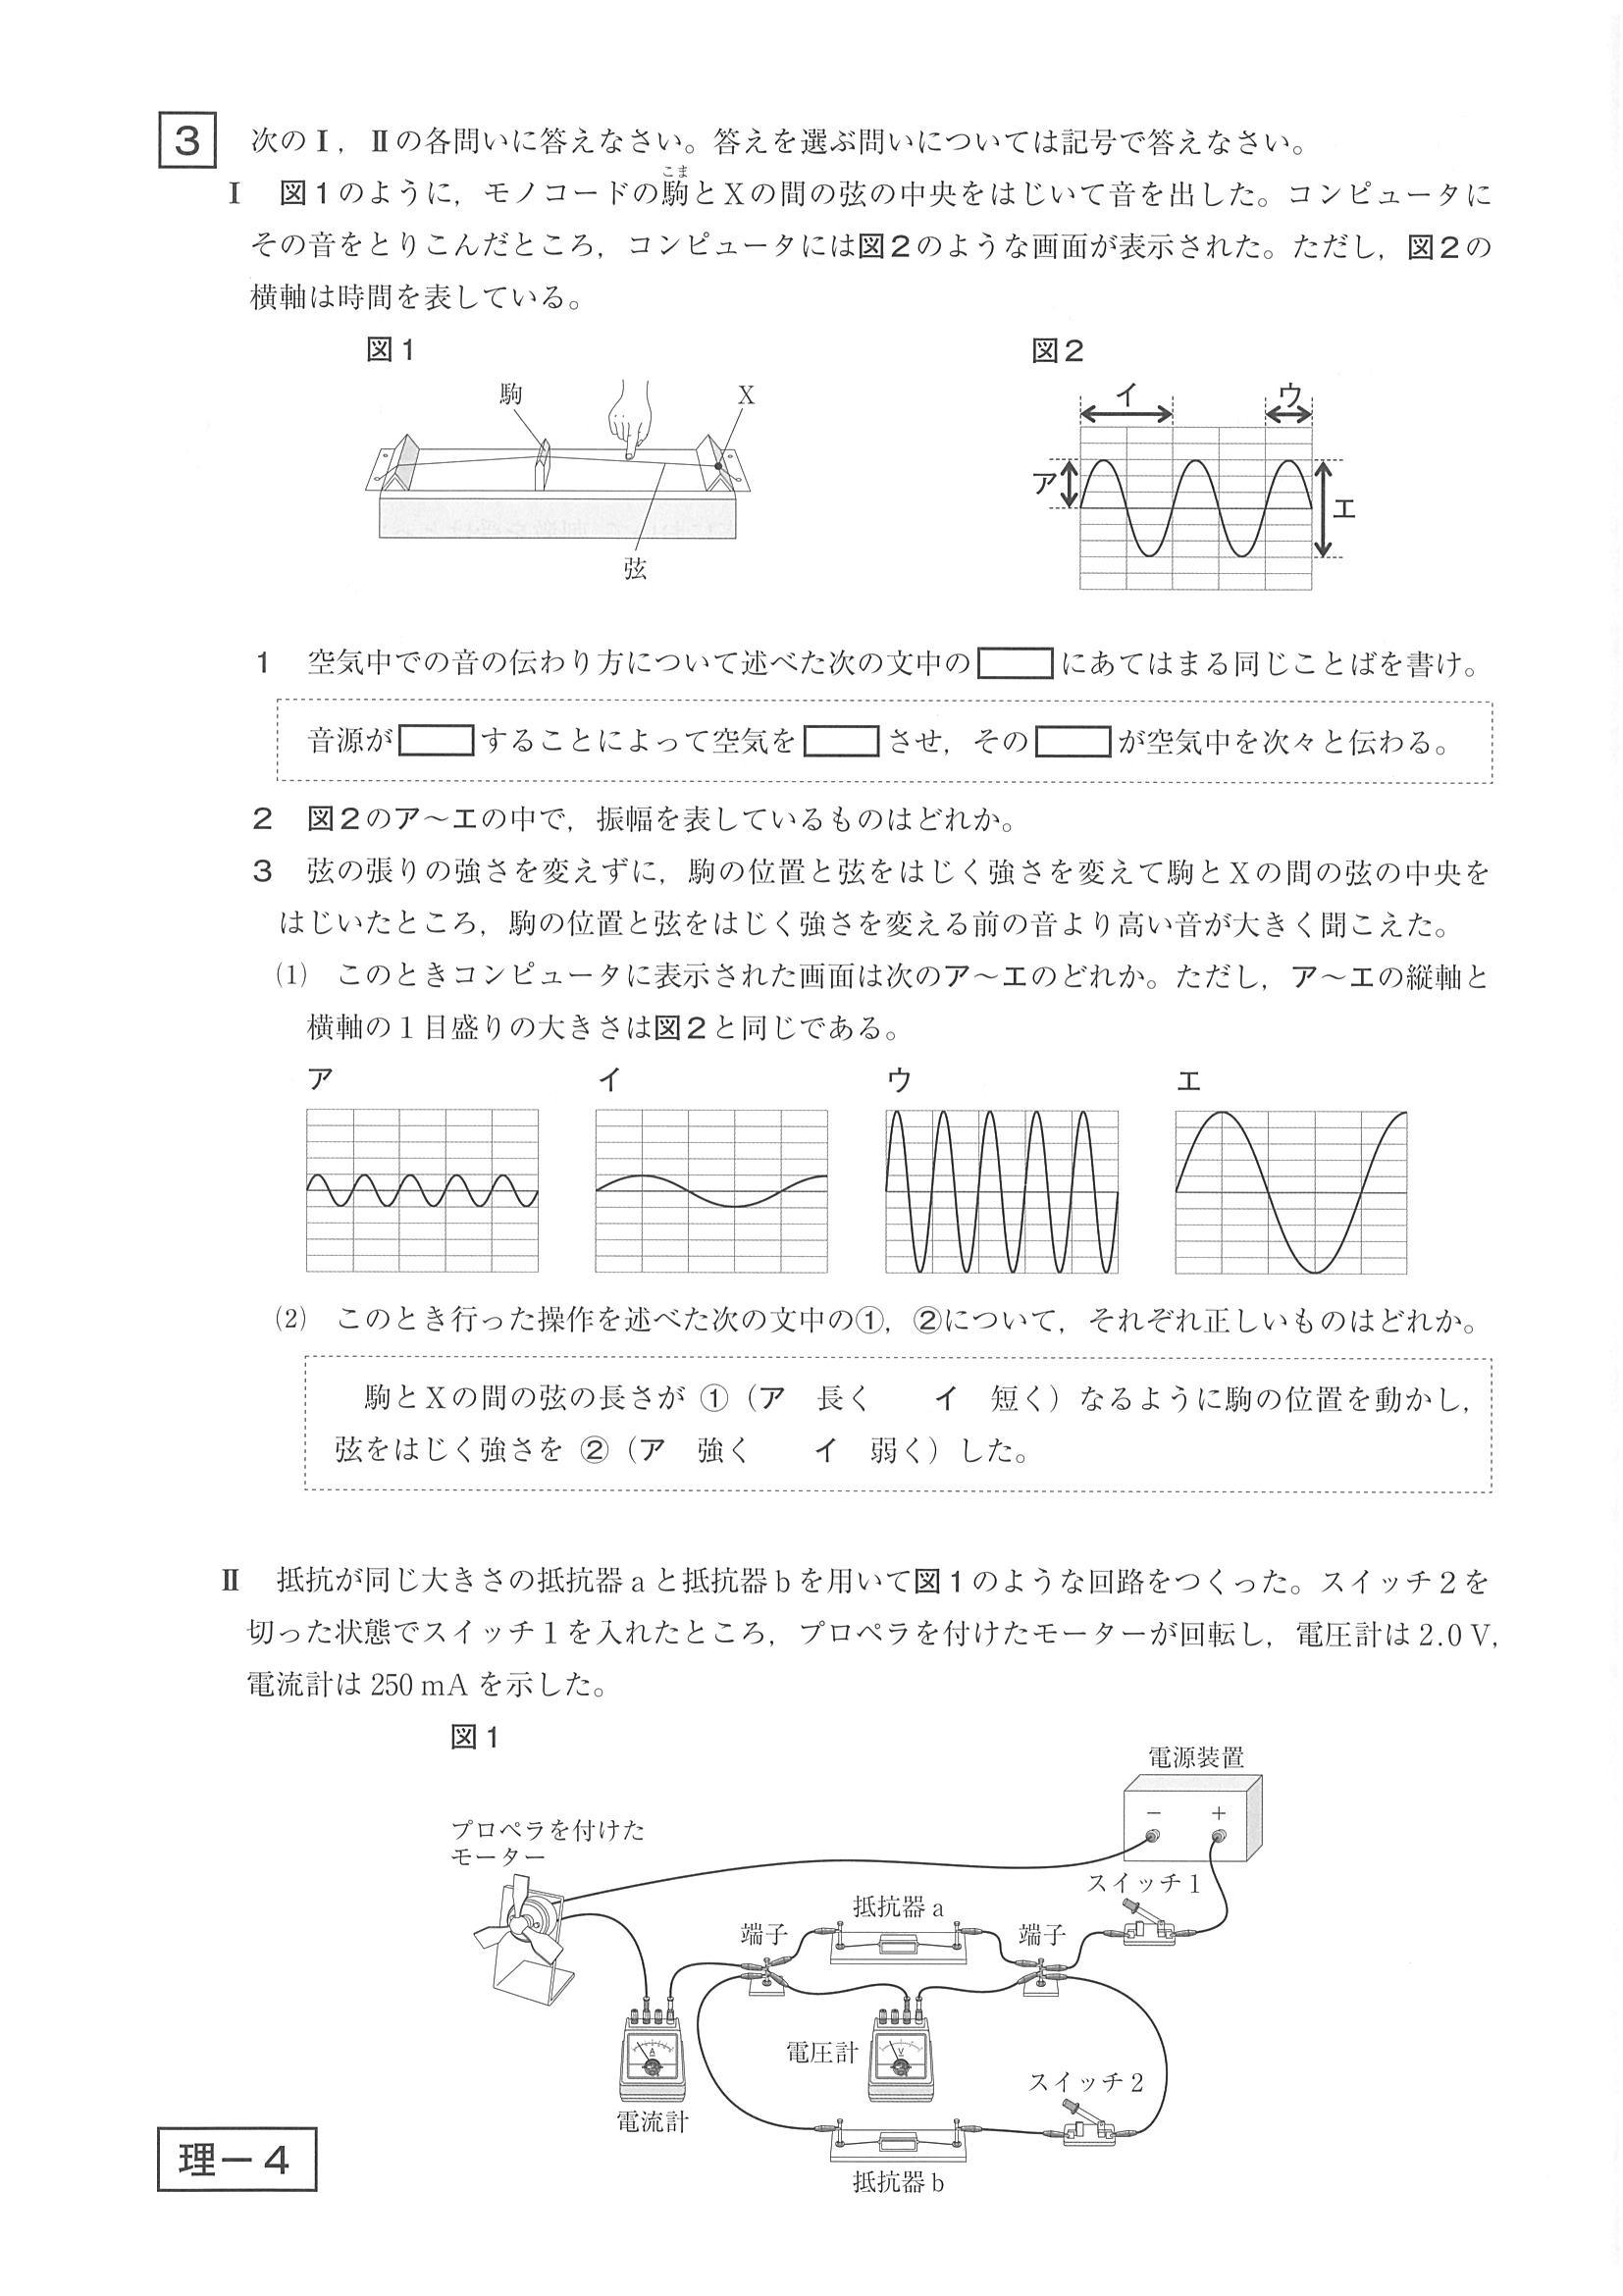 3 次のⅠ，Ⅱの各問いに答えなさい。答えを選ぶ問いについては記号で答えなさい。
Ⅰ 図1のように，モノコードの駒とXの間の弦の中央をはじいて音を出した。コンピュータに
こま
その音をとりこんだところ，コンピュータには図2のような画面が表示された。ただし，図2の
横軸は時間を表している。
図1
図2
駒
X
弦
イ
ウ
ア
エ
1 空気中での音の伝わり方について述べた次の文中の　　にあてはまる同じことばを書け。
音源が　　することによって空気を　　させ，その　　が空気中を次々と伝わる。
2 図2のア～エの中で，振幅を表しているものはどれか。
3 弦の張りの強さを変えずに，駒の位置と弦をはじく強さを変えて駒とXの間の弦の中央を
はじいたところ，駒の位置と弦をはじく強さを変える前の音より高い音が大きく聞こえた。
(1) このときコンピュータに表示された画面は次のア～エのどれか。ただし，ア～エの縦軸と
横軸の1目盛りの大きさは図2と同じである。
ア イ ウ エ
(2) このとき行った操作を述べた次の文中の①，②について，それぞれ正しいものはどれか。
駒とXの間の弦の長さが ①（ア 長く イ 短く）なるように駒の位置を動かし，
弦をはじく強さを ②（ア 強く イ 弱く）した。
Ⅱ 抵抗が同じ大きさの抵抗器aと抵抗器bを用いて図1のような回路をつくった。スイッチ2を
切った状態でスイッチ1を入れたところ，プロペラを付けたモーターが回転し，電圧計は2.0 V，
電流計は 250 mA を示した。
図1
電源装置
－ ＋
プロペラを付けた
モーター
スイッチ1
抵抗器a
端子
端子
A
V
電圧計
スイッチ2
電流計
抵抗器b
理－4